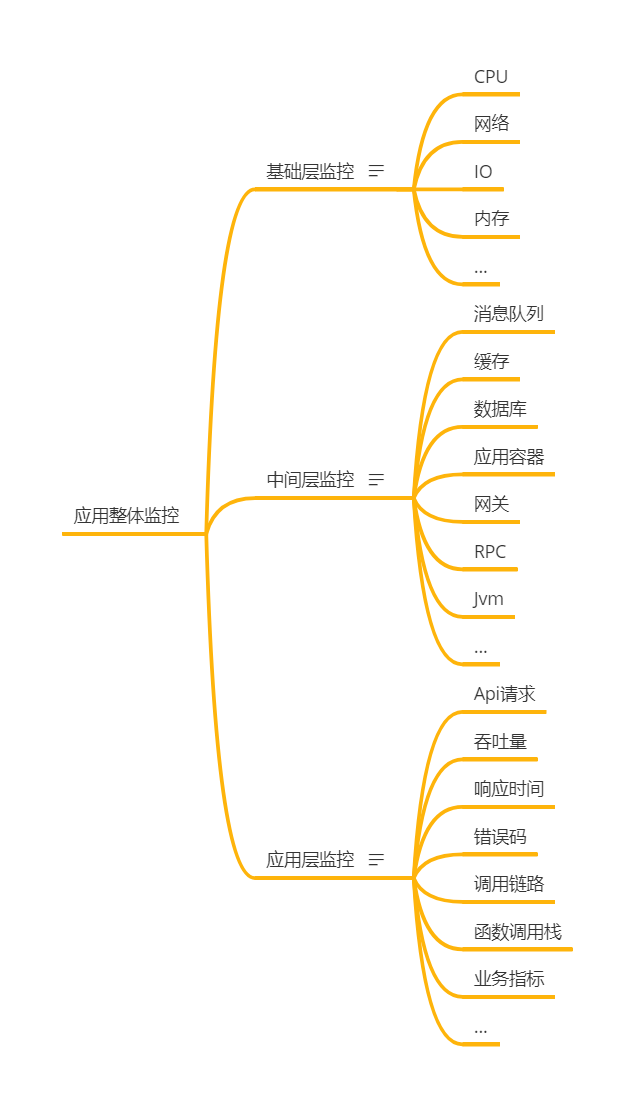 应用整体监控
基础层监控
CPU
网络
IO
内存
...
中间层监控
消息队列
缓存
数据库
应用容器
网关
RPC
Jvm
...
应用层监控
Api请求
吞吐量
响应时间
错误码
调用链路
函数调用栈
业务指标
...